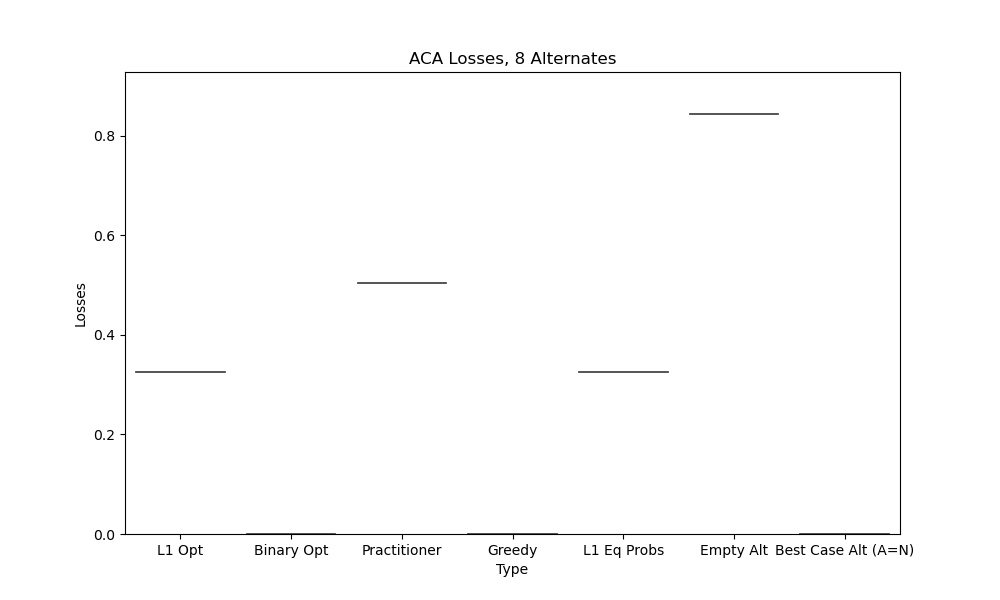 ACA Losses, 8 Alternates
0.8
0.6
0.4
0.2
0.0
Losses
L1 Opt Binary Opt Practitioner Greedy L1 Eq Probs Empty Alt Best Case Alt (A=N)
Type